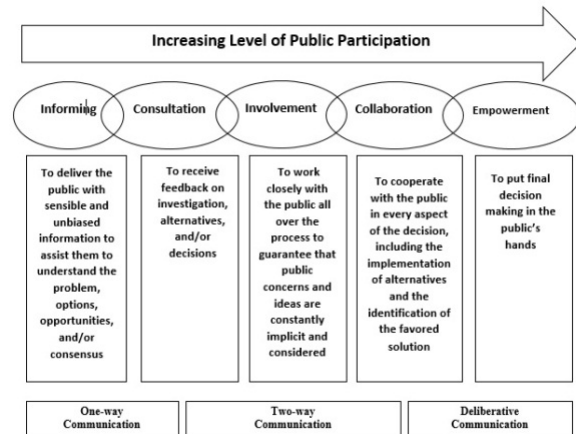 Increasing Level of Public Participation
Informing
Consultation
Involvement
Collaboration
Empowerment
To deliver the
public with
sensible and
unbiased
information to
assist them to
understand the
problem,
options,
opportunities,
and/or
consensus
To receive
feedback on
investigation,
alternatives,
and/or
decisions
To work
closely with
the public all
over the
process to
guarantee that
public
concerns and
ideas are
constantly
implicit and
considered
To cooperate
with the public
in every aspect
of the decision,
including the
implementation
of alternatives
and the
identification of
the favored
solution
To put final
decision
making in the
public's
hands
One-way
Communication
Two-way
Communication
Deliberative
Communication